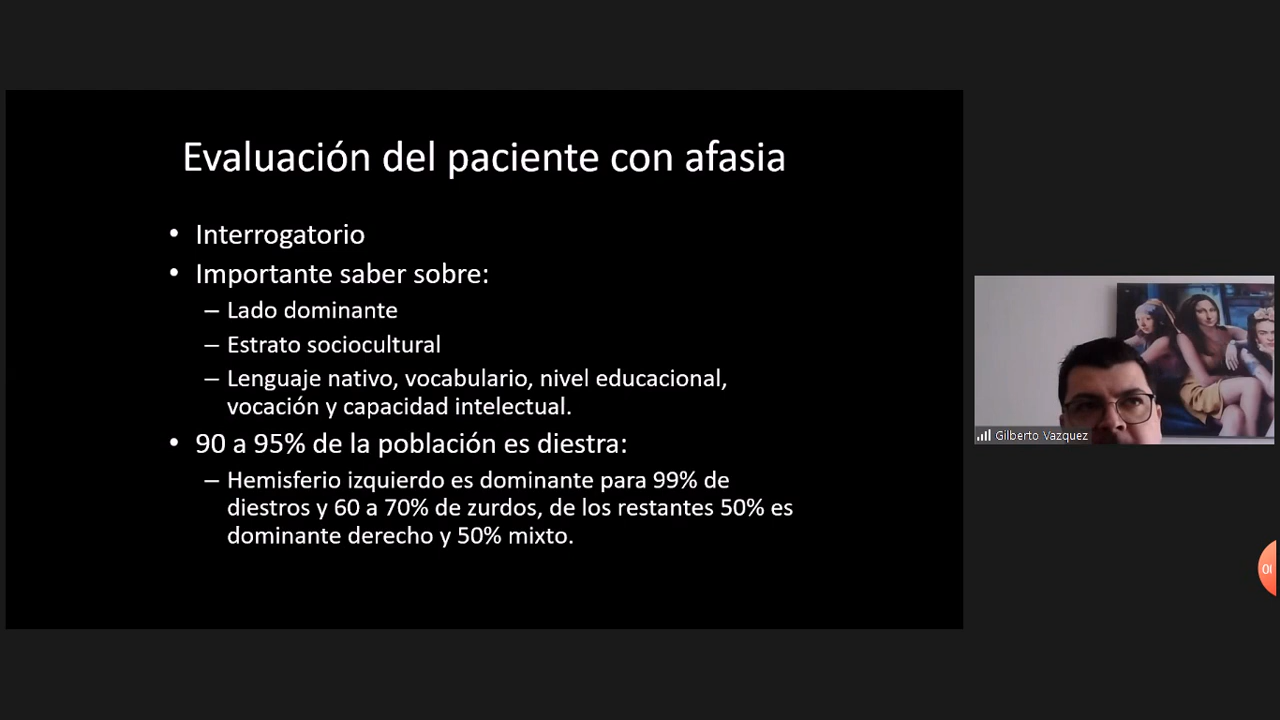 Evaluación del paciente con afasia
• Interrogatorio
• Importante saber sobre:
– Lado dominante
– Estrato sociocultural
– Lenguaje nativo, vocabulario, nivel educacional,
vocación y capacidad intelectual.
• 90 a 95% de la población es diestra:
– Hemisferio izquierdo es dominante para 99% de
diestros y 60 a 70% de zurdos, de los restantes 50% es
dominante derecho y 50% mixto.
Gilberto Vazquez